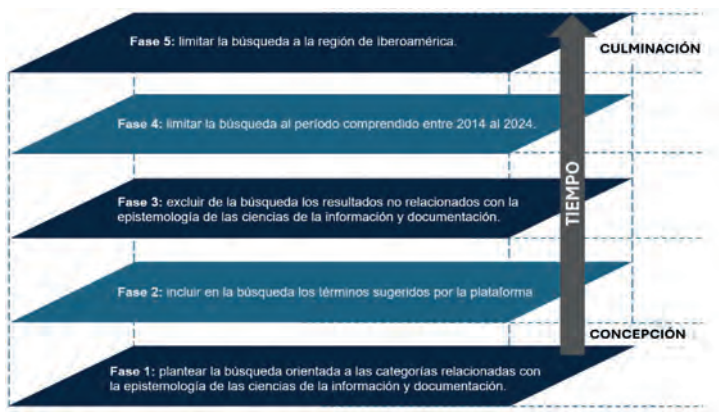 Fase 5: limitar la búsqueda a la región de iberoamérica.
CULMINACIÓN
Fase 4: limitar la búsqueda al período comprendido entre 2014 al 2024.
Fase 3: excluir de la búsqueda los resultados no relacionados con la
epistemología de las ciencias de la información y documentación.
TIEMPO
Fase 2: incluir en la búsqueda los términos sugeridos por la plataforma
CONCEPCIÓN
Fase 1: plantear la búsqueda orientada a las categorías relacionadas con
la epistemología de las ciencias de la información y documentación.